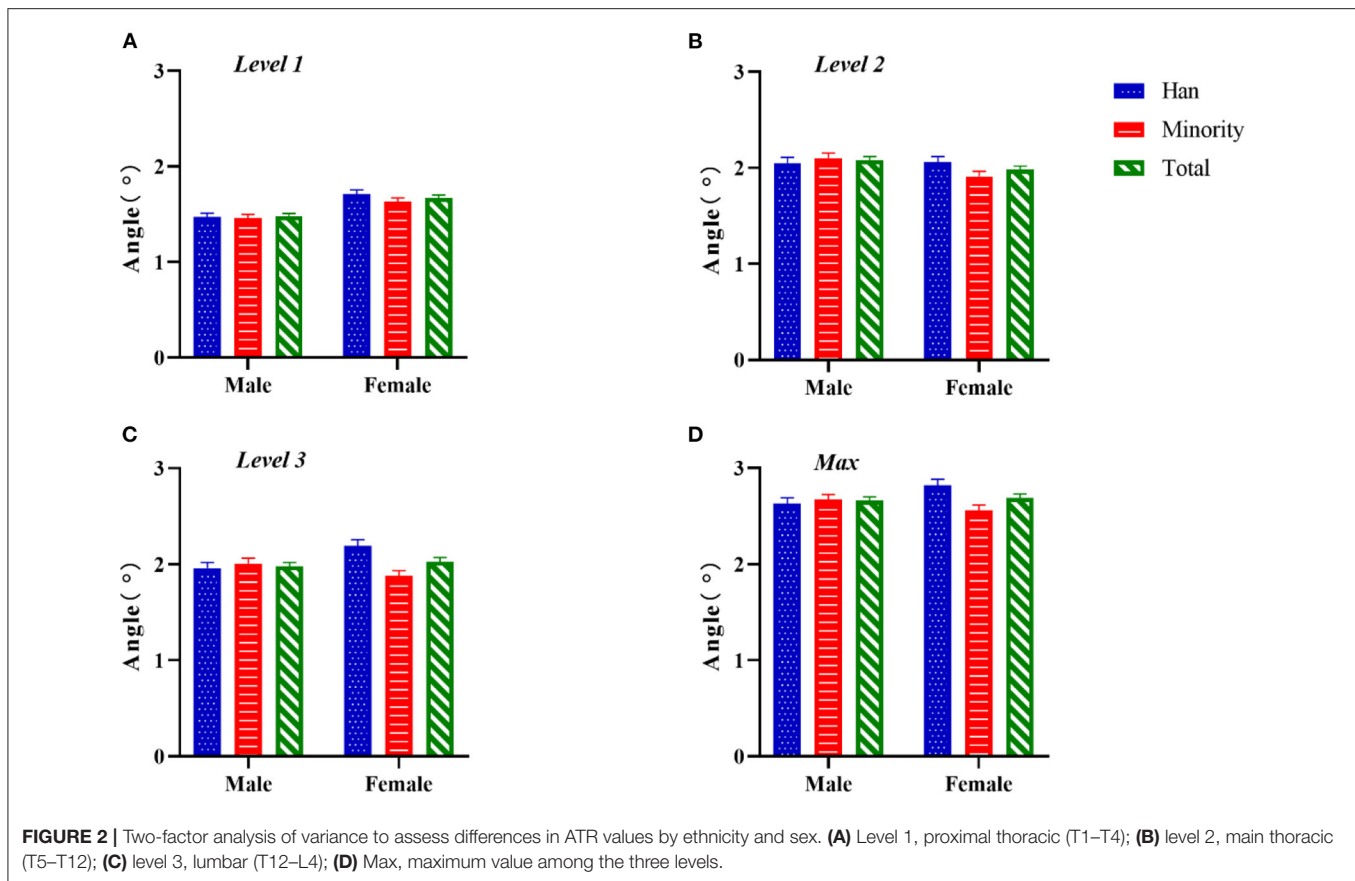 A
Level 1
3
2
1
0
Angle(°)
Male
Female
B
Level 2
3
2
1
0
Angle(°)
Male
Female
Han
Minority
Total
C
Level 3
3
2
1
0
Angle(°)
Male
Female
D
Max
3
2
1
0
Angle(°)
Male
Female
FIGURE 2 | Two-factor analysis of variance to assess differences in ATR values by ethnicity and sex. (A) Level 1, proximal thoracic (T1–T4); (B) level 2, main thoracic
(T5–T12); (C) level 3, lumbar (T12–L4); (D) Max, maximum value among the three levels.